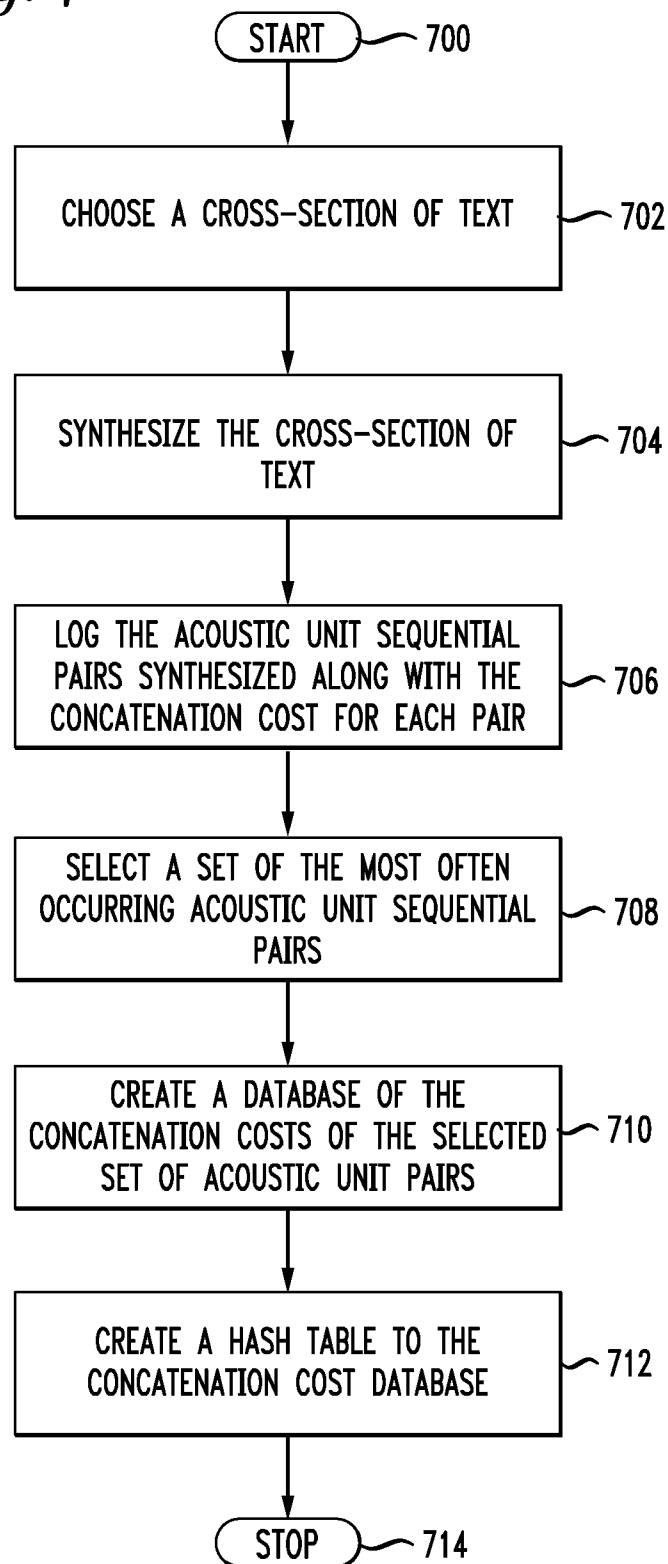 START
700
CHOOSE A CROSS-SECTION OF TEXT
702
SYNTHESIZE THE CROSS-SECTION OF
TEXT
704
LOG THE ACOUSTIC UNIT SEQUENTIAL
PAIRS SYNTHESIZED ALONG WITH THE
CONCATENATION COST FOR EACH PAIR
706
SELECT A SET OF THE MOST OFTEN
OCCURRING ACOUSTIC UNIT SEQUENTIAL
PAIRS
708
CREATE A DATABASE OF THE
CONCATENATION COSTS OF THE SELECTED
SET OF ACOUSTIC UNIT PAIRS
710
CREATE A HASH TABLE TO THE
CONCATENATION COST DATABASE
712
STOP
714